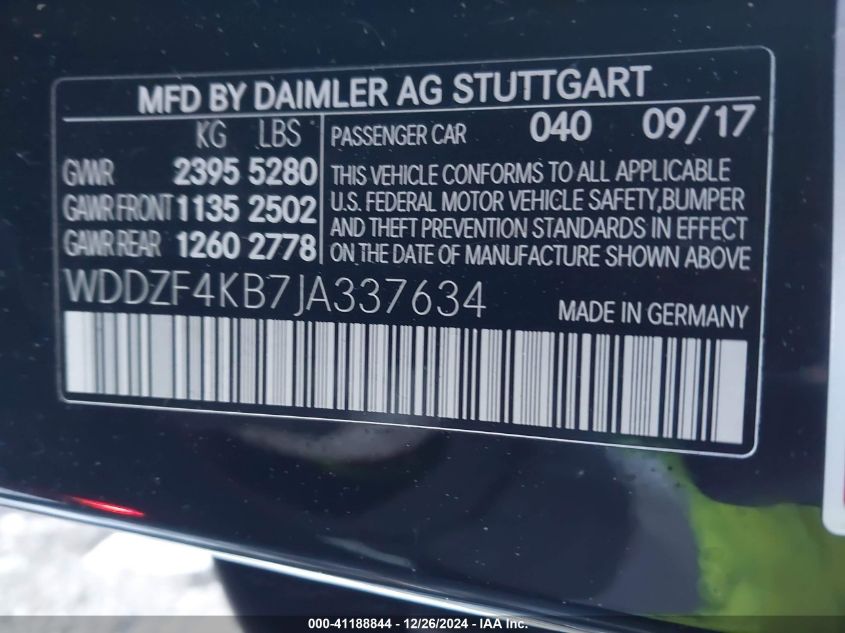 MFD BY DAIMLER AG STUTTGART
KG LBS
GVWR 2395 5280
GAWR FRONT 1135 2502
GAWR REAR 1260 2778
PASSENGER CAR 040 09/17
THIS VEHICLE CONFORMS TO ALL APPLICABLE
U.S. FEDERAL MOTOR VEHICLE SAFETY, BUMPER
AND THEFT PREVENTION STANDARDS IN EFFECT
ON THE DATE OF MANUFACTURE SHOWN ABOVE
WDDZF4KB7JA337634
MADE IN GERMANY
000-41188844 - 12/26/2024 - IAA Inc.